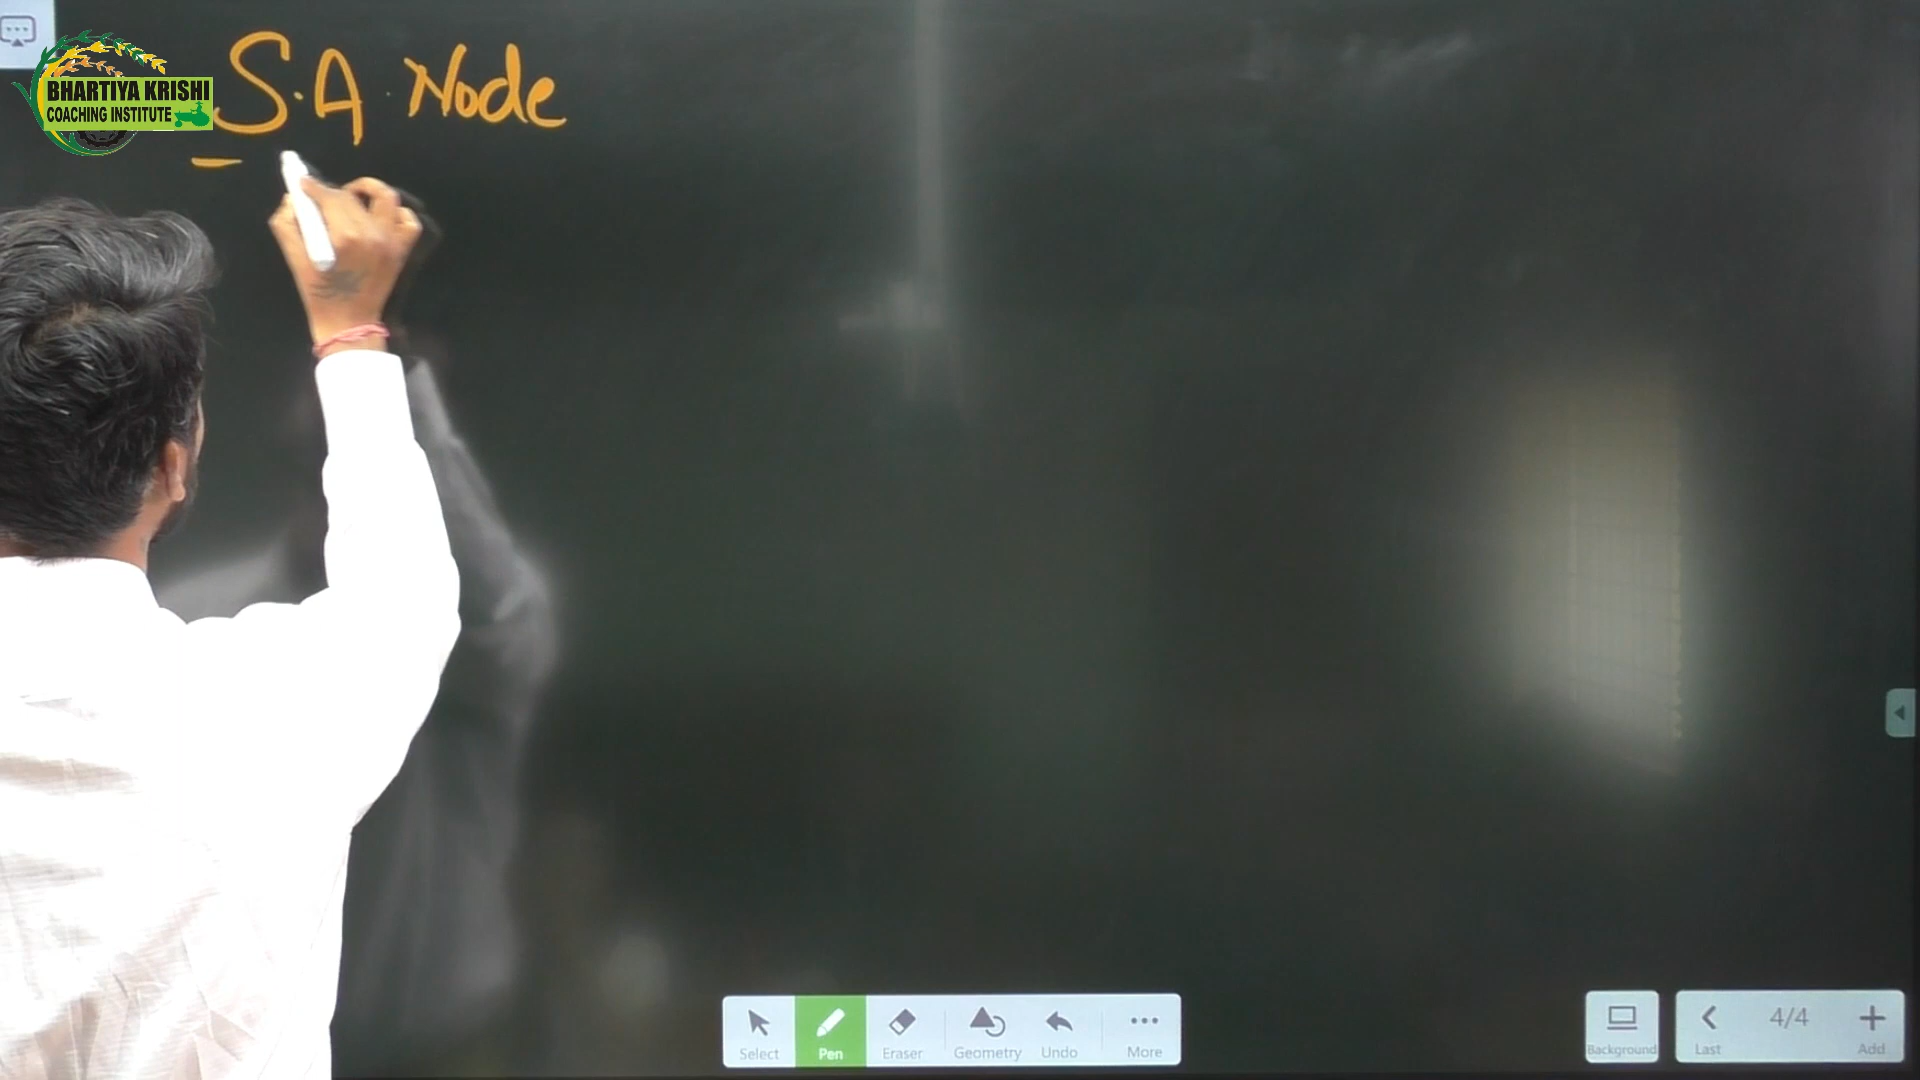 BHARTIYA KRISHI
COACHING INSTITUTE
S.A. Node
Select
Pen
Eraser
Geometry
Undo
More
Background
Last
4/4
Add